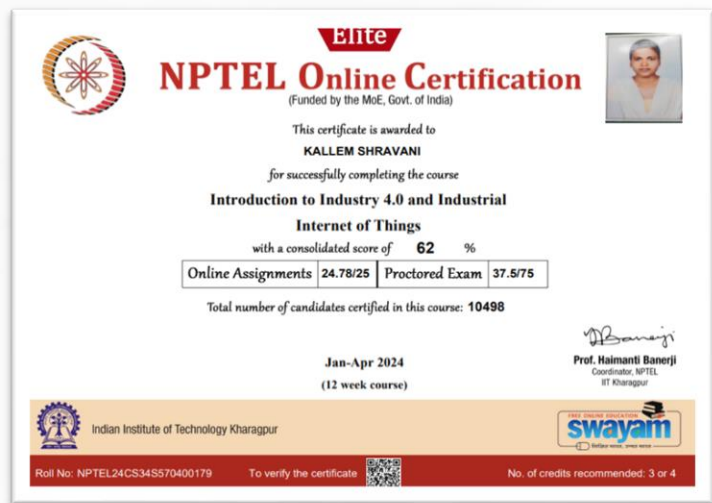 Elite
NPTEL Online Certification
(Funded by the MoE, Govt. of India)
This certificate is awarded to
KALLEM SHRAVANI
for successfully completing the course
Introduction to Industry 4.0 and Industrial
Internet of Things
with a consolidated score of 62 %
Online Assignments 24.78/25 Proctored Exam 37.5/75
Total number of candidates certified in this course: 10498
Jan-Apr 2024
(12 week course)
Prof. Haimanti Banerji
Coordinator, NPTEL
IIT Kharagpur
Indian Institute of Technology Kharagpur
FREE ONLINE EDUCATION
swayam
Roll No: NPTEL24CS34S570400179 To verify the certificate No. of credits recommended: 3 or 4